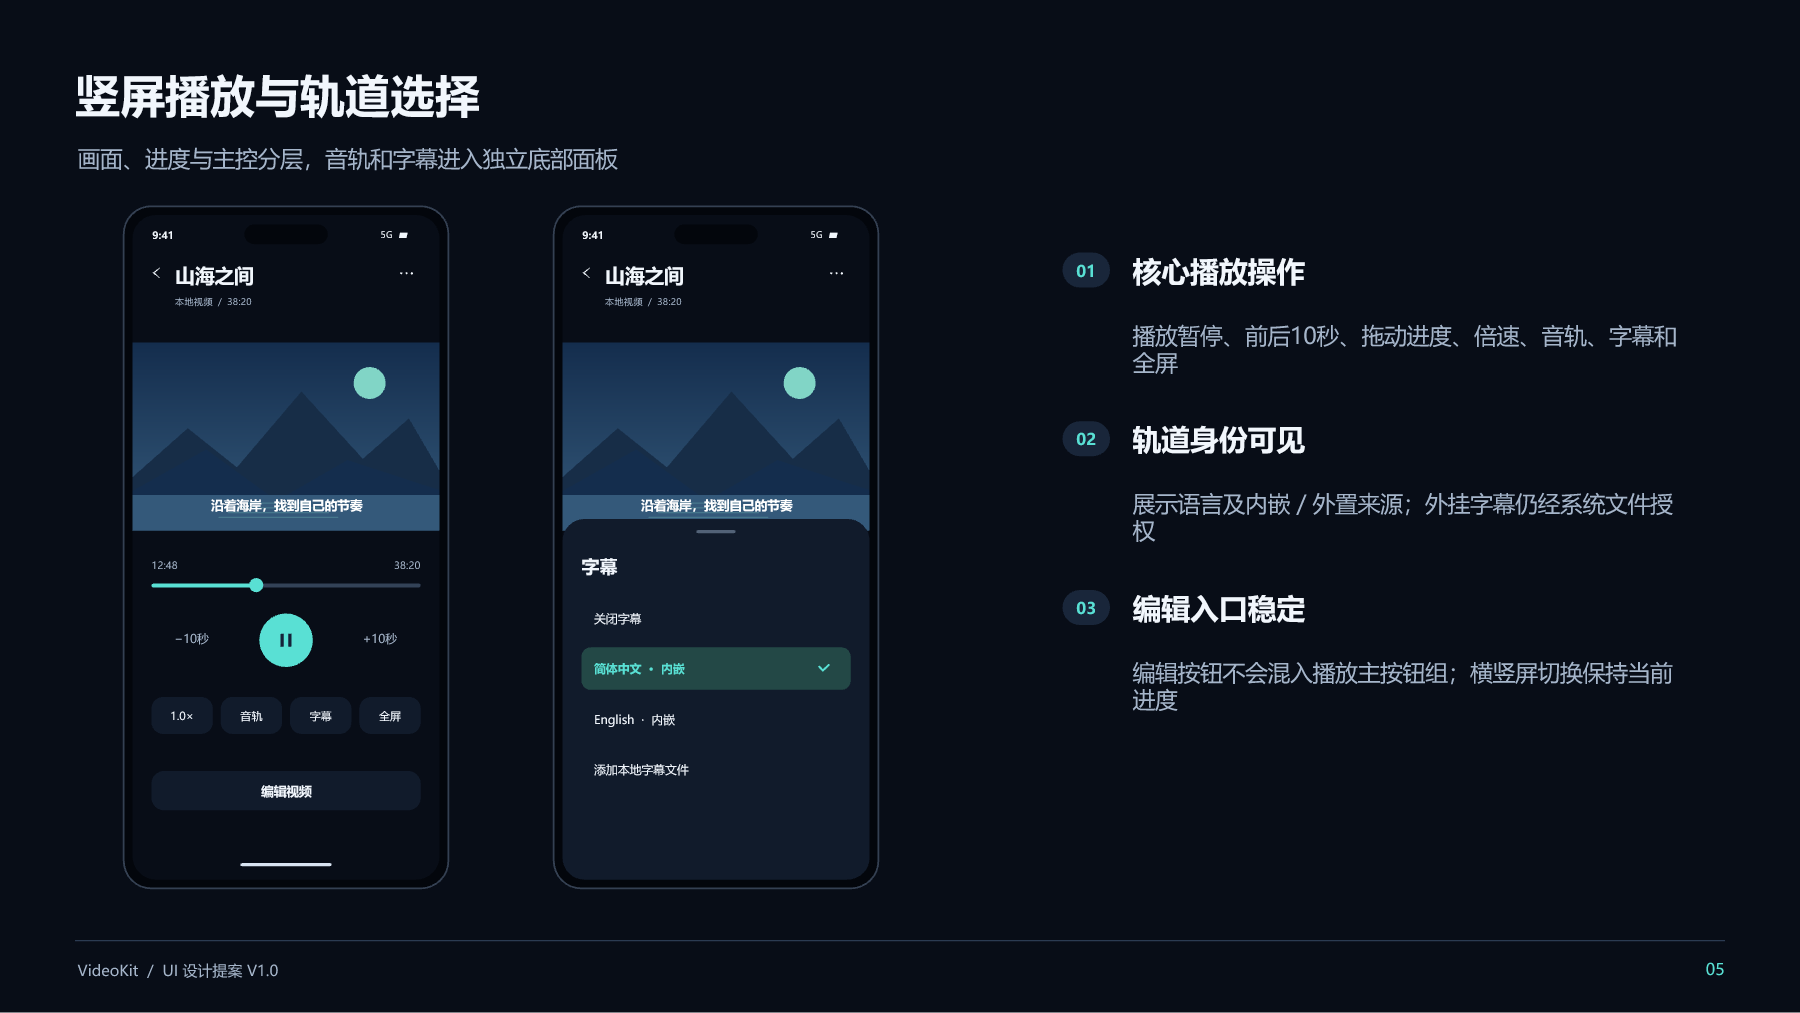 竖屏播放与轨道选择
画面、进度与主控分层，音轨和字幕进入独立底部面板
9:41
5G
山海之间
本地视频 / 38:20
沿着海岸，找到自己的节奏
12:48
38:20
−10秒
+10秒
1.0×
音轨
字幕
全屏
编辑视频
9:41
5G
山海之间
本地视频 / 38:20
沿着海岸，找到自己的节奏
字幕
关闭字幕
简体中文 · 内嵌
English · 内嵌
添加本地字幕文件
01
核心播放操作
播放暂停、前后10秒、拖动进度、倍速、音轨、字幕和
全屏
02
轨道身份可见
展示语言及内嵌 / 外置来源；外挂字幕仍经系统文件授
权
03
编辑入口稳定
编辑按钮不会混入播放主按钮组；横竖屏切换保持当前
进度
VideoKit / UI 设计提案 V1.0
05